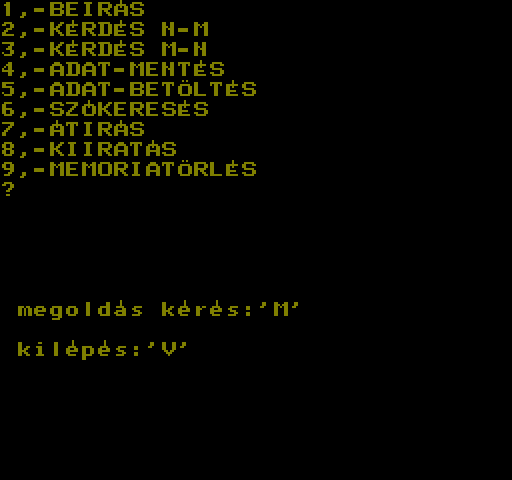 1,-BEIRÁS
2,-KÉRDÉS N-M
3,-KÉRDÉS M-N
4,-ADAT-MENTÉS
5,-ADAT-BETÖLTÉS
6,-SZÓKERESÉS
7,-ÁTIRÁS
8,-KIIRATÁS
9,-MEMORIATÖRLÉS
?
megoldás kérés:'M'
kilépés:'V'